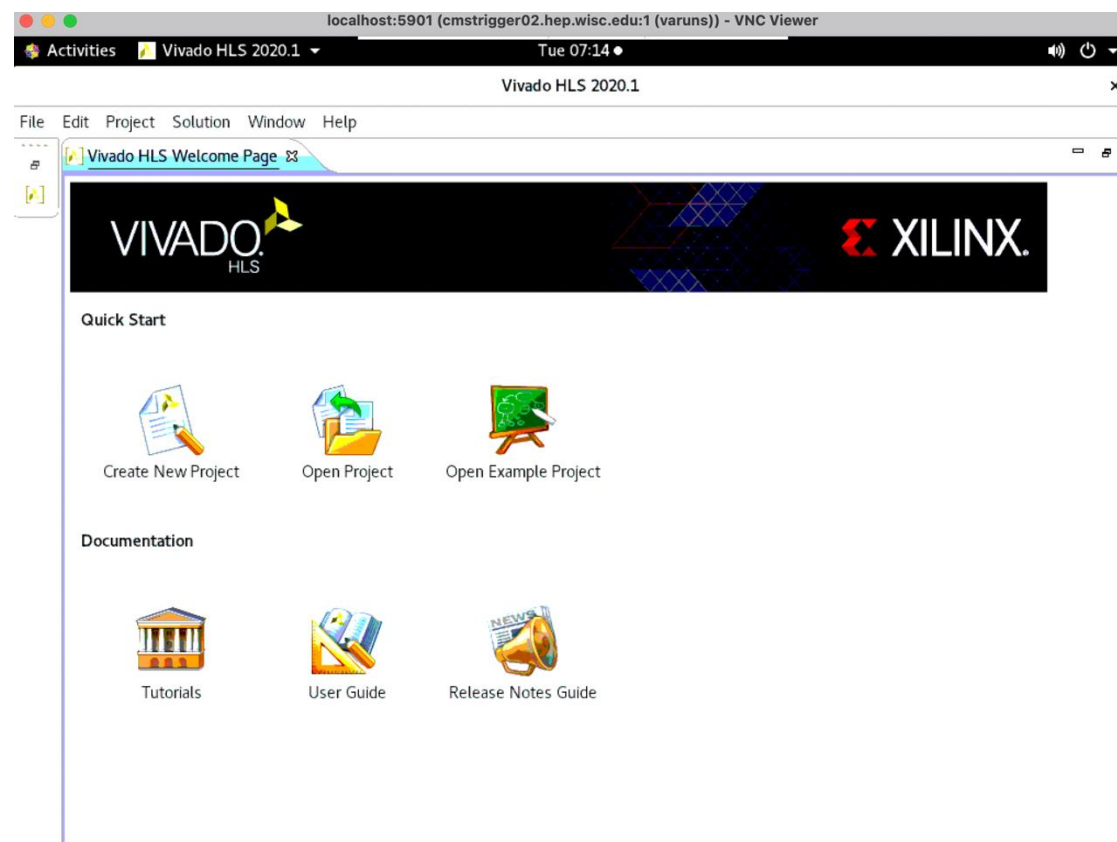 localhost:5901 (cmstrigger02.hep.wisc.edu:1 (varuns)) - VNC Viewer
Activities Vivado HLS 2020.1 Tue 07:14
Vivado HLS 2020.1
File Edit Project Solution Window Help
Vivado HLS Welcome Page
VIVADO. HLS XILINX.
Quick Start
Create New Project Open Project Open Example Project
Documentation
NEWS
Tutorials User Guide Release Notes Guide